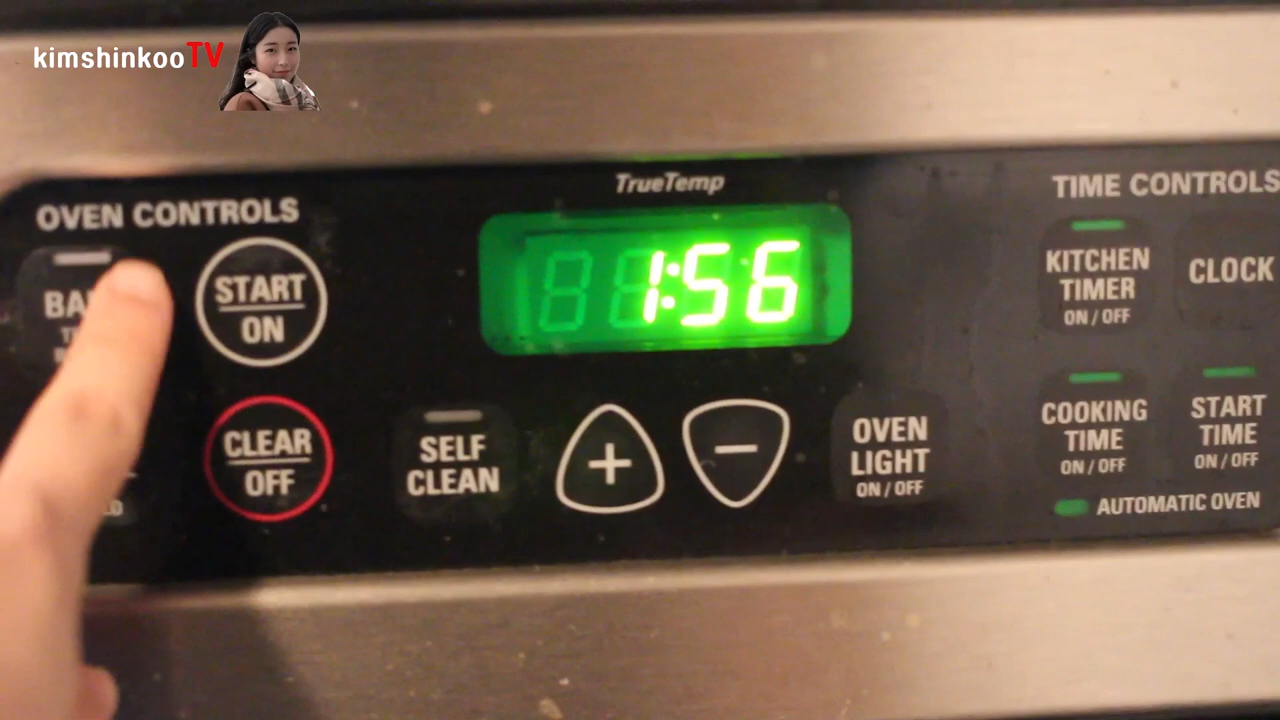 kimshinkooTV
TrueTemp
OVEN CONTROLS
START
ON
CLEAR
OFF
SELF
CLEAN
1:56
+
−
OVEN
LIGHT
ON / OFF
TIME CONTROLS
KITCHEN
TIMER
ON / OFF
CLOCK
COOKING
TIME
ON / OFF
START
TIME
ON / OFF
AUTOMATIC OVEN